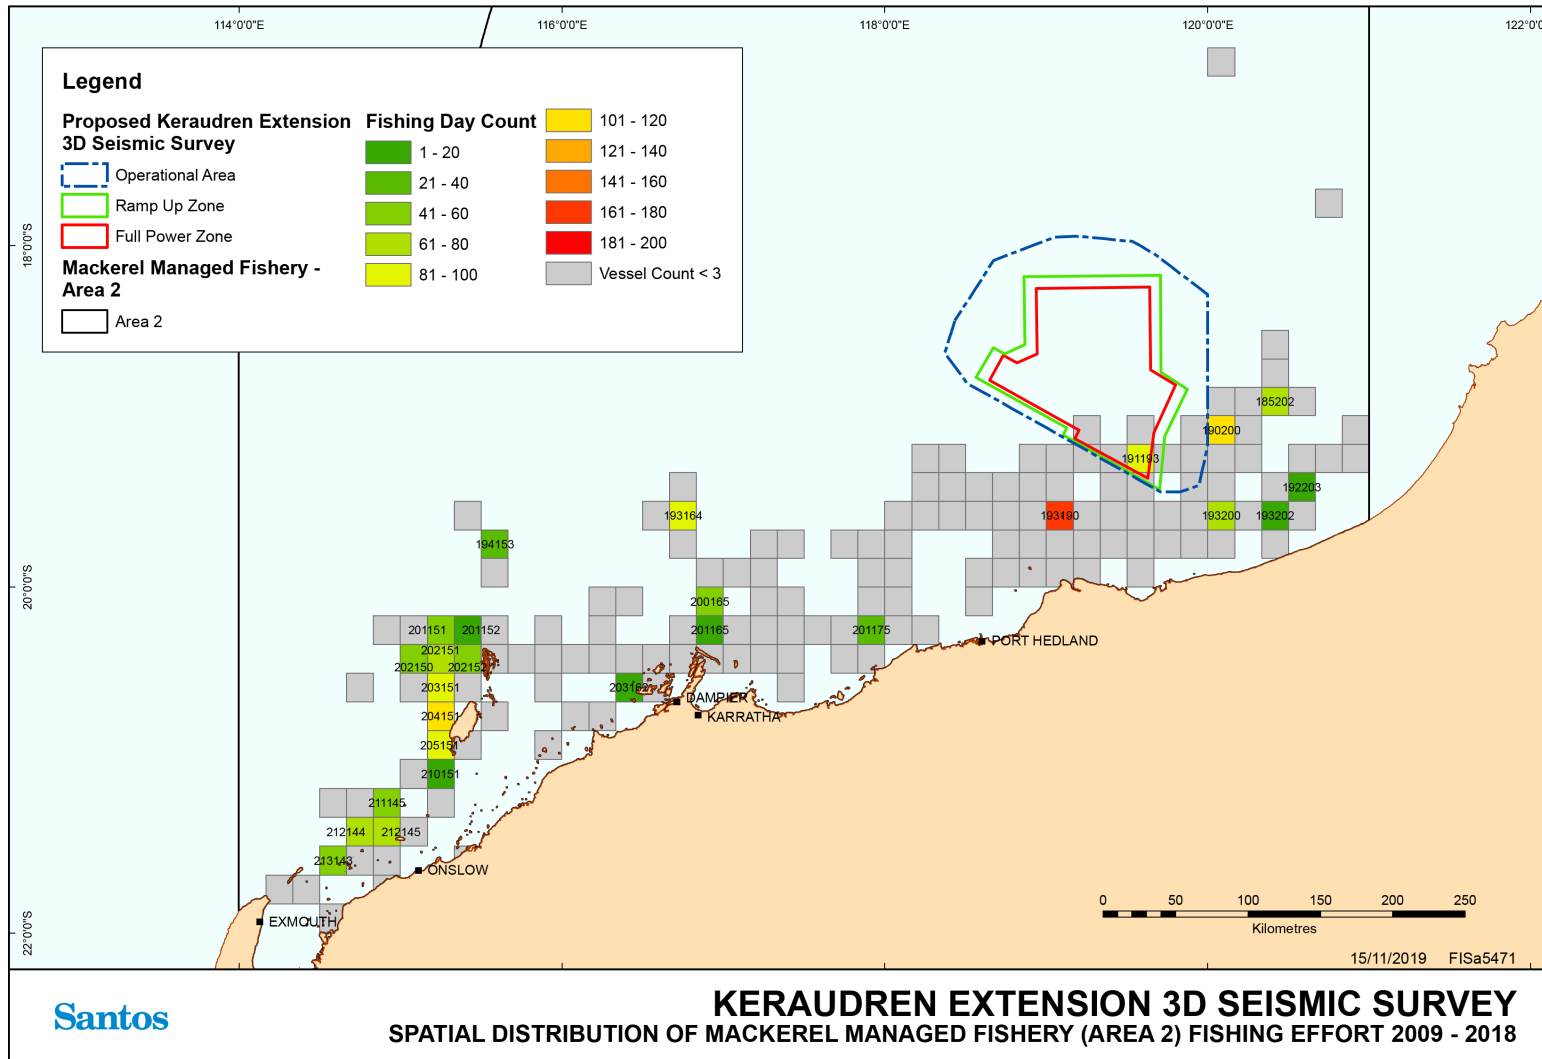 114°0'0"E
116°0'0"E
118°0'0"E
120°0'0"E
122°0'0
18°0'0"S
20°0'0"S
22°0'0"S
Legend
Proposed Keraudren Extension
3D Seismic Survey
Operational Area
Ramp Up Zone
Full Power Zone
Mackerel Managed Fishery -
Area 2
Area 2
Fishing Day Count
1 - 20
21 - 40
41 - 60
61 - 80
81 - 100
101 - 120
121 - 140
141 - 160
161 - 180
181 - 200
Vessel Count < 3
185202
190200
191193
192203
193164
193190
193200
193202
194153
200165
201151
201152
201165
201175
202151
202150
202152
203151
203162
204151
205151
210151
211145
212144
212145
213143
PORT HEDLAND
DAMPIER
KARRATHA
ONSLOW
EXMOUTH
0 50 100 150 200 250
Kilometres
15/11/2019 FISa5471
Santos
KERAUDREN EXTENSION 3D SEISMIC SURVEY
SPATIAL DISTRIBUTION OF MACKEREL MANAGED FISHERY (AREA 2) FISHING EFFORT 2009 - 2018